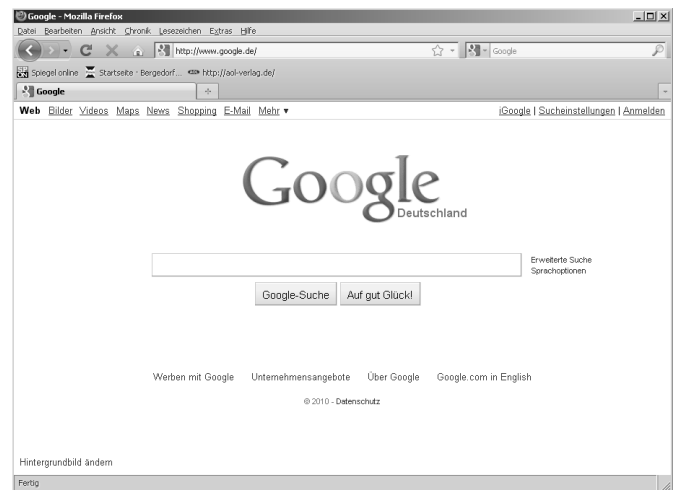 Google - Mozilla Firefox
Datei Bearbeiten Ansicht Chronik Lesezeichen Extras Hilfe
http://www.google.de/ Google
Spiegel online Startseite - Bergedorf... http://aol-verlag.de/
Google
Web Bilder Videos Maps News Shopping E-Mail Mehr ▼ iGoogle | Sucheinstellungen | Anmelden
Google
Deutschland
Erweiterte Suche
Sprachoptionen
Google-Suche Auf gut Glück!
Werben mit Google Unternehmensangebote Über Google Google.com in English
© 2010 - Datenschutz
Hintergrundbild ändern
Fertig